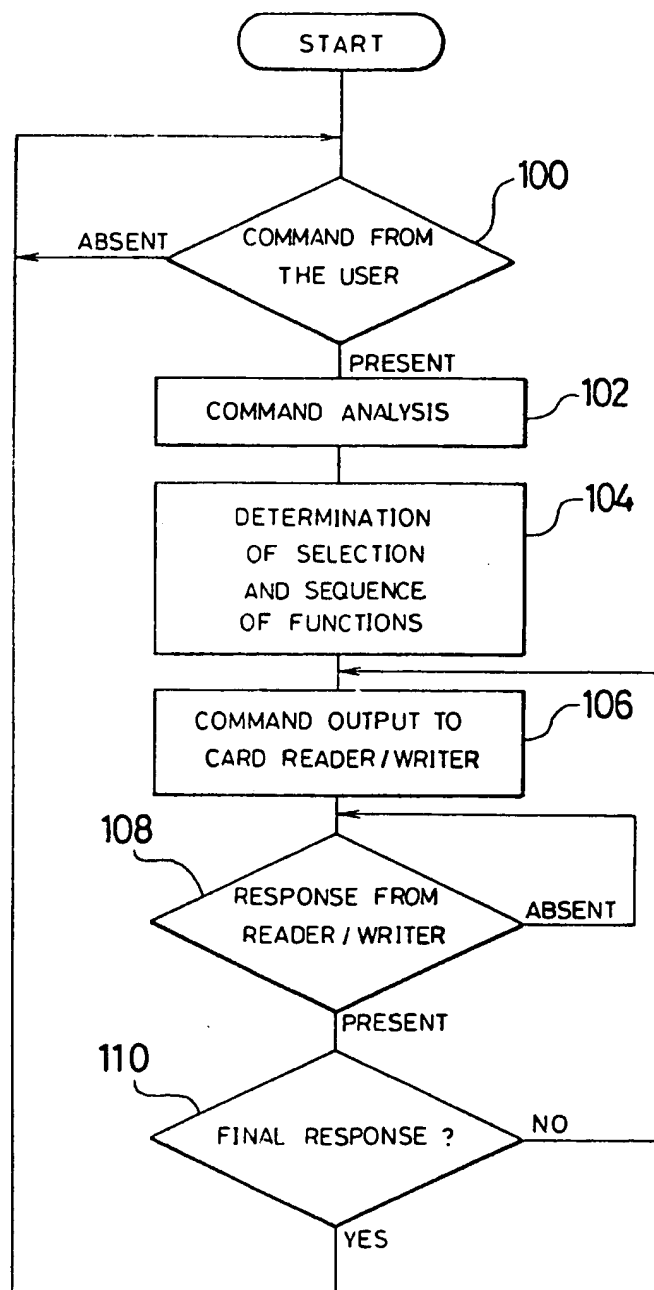 START
100
ABSENT
COMMAND FROM
THE USER
PRESENT
COMMAND ANALYSIS
102
DETERMINATION
OF SELECTION
AND SEQUENCE
OF FUNCTIONS
104
COMMAND OUTPUT TO
CARD READER/WRITER
106
108
RESPONSE FROM
READER/WRITER
ABSENT
PRESENT
110
FINAL RESPONSE ?
NO
YES